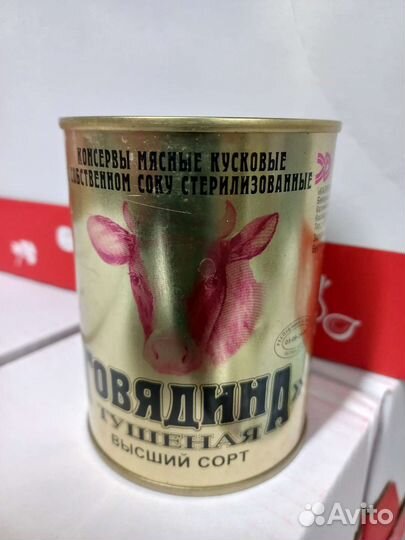 КОНСЕРВЫ МЯСНЫЕ КУСКОВЫЕ
СОБСТВЕННОМ СОКУ СТЕРИЛИЗОВАННЫЕ
ГОВЯДИНА»
ТУШЕНАЯ
ВЫСШИЙ СОРТ
Avito